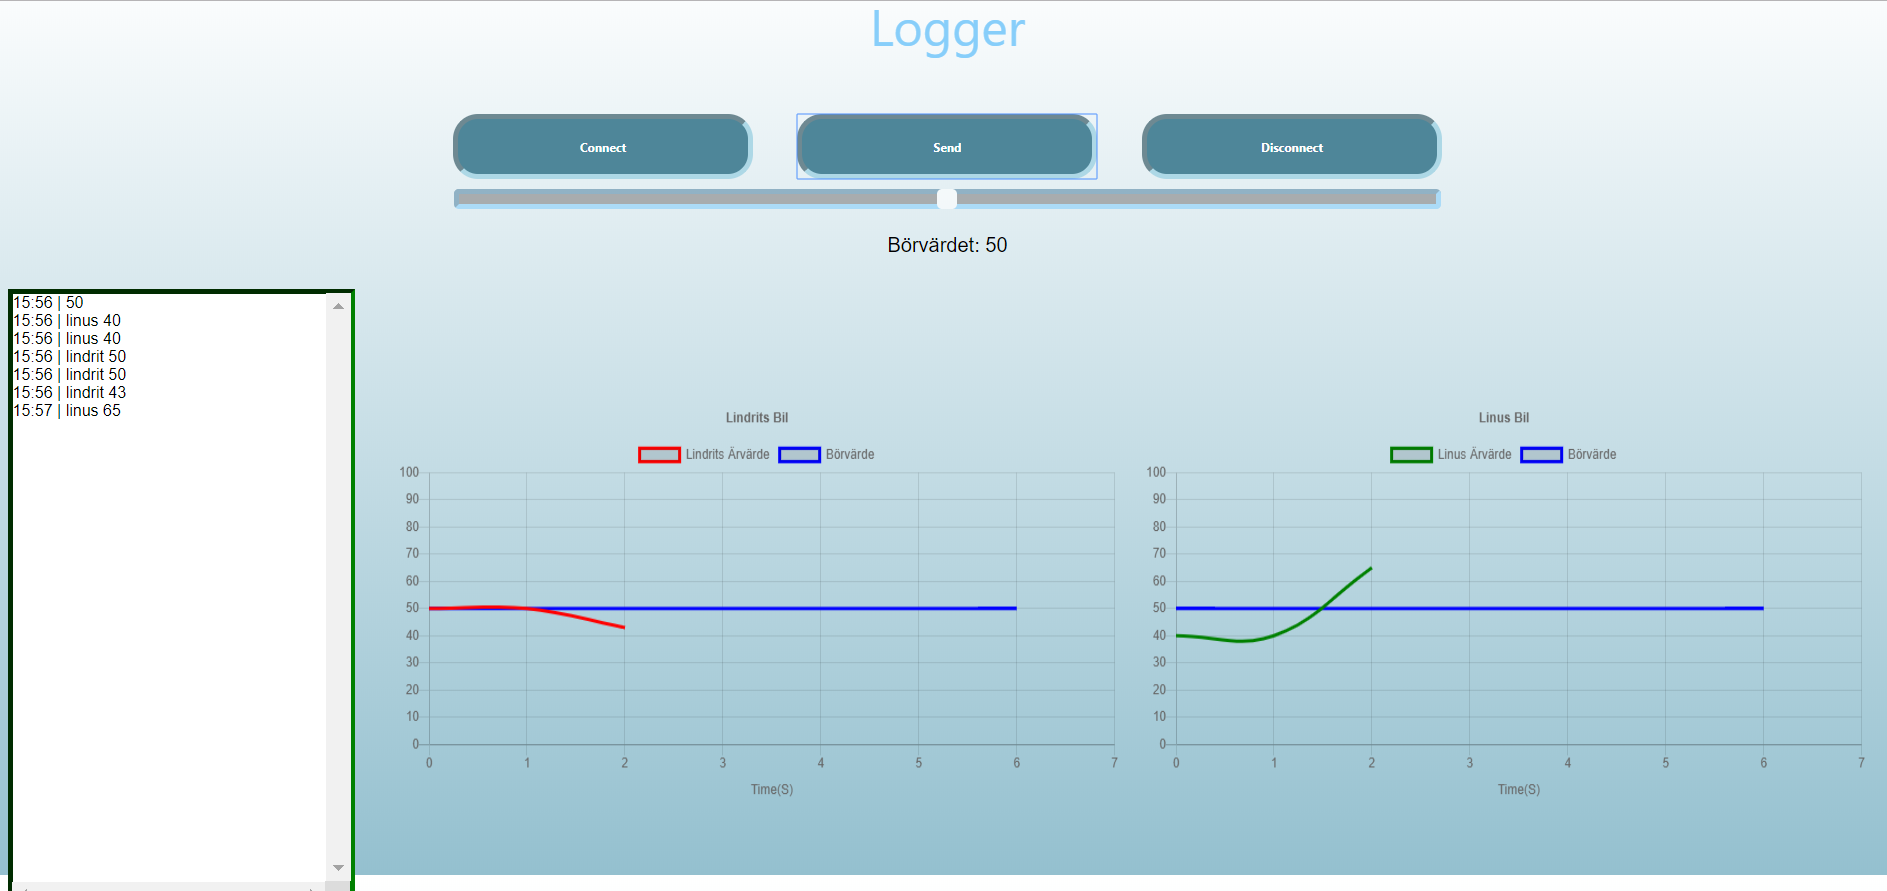 Logger
Connect Send Disconnect
Börvärdet: 50
15:56 | 50
15:56 | linus 40
15:56 | linus 40
15:56 | lindrit 50
15:56 | lindrit 50
15:56 | lindrit 43
15:57 | linus 65
Lindrits Bil
Lindrits Ärvärde Börvärde
100
90
80
70
60
50
40
30
20
10
0
0 1 2 3 4 5 6 7
Time(S)
Linus Bil
Linus Ärvärde Börvärde
100
90
80
70
60
50
40
30
20
10
0
0 1 2 3 4 5 6 7
Time(S)